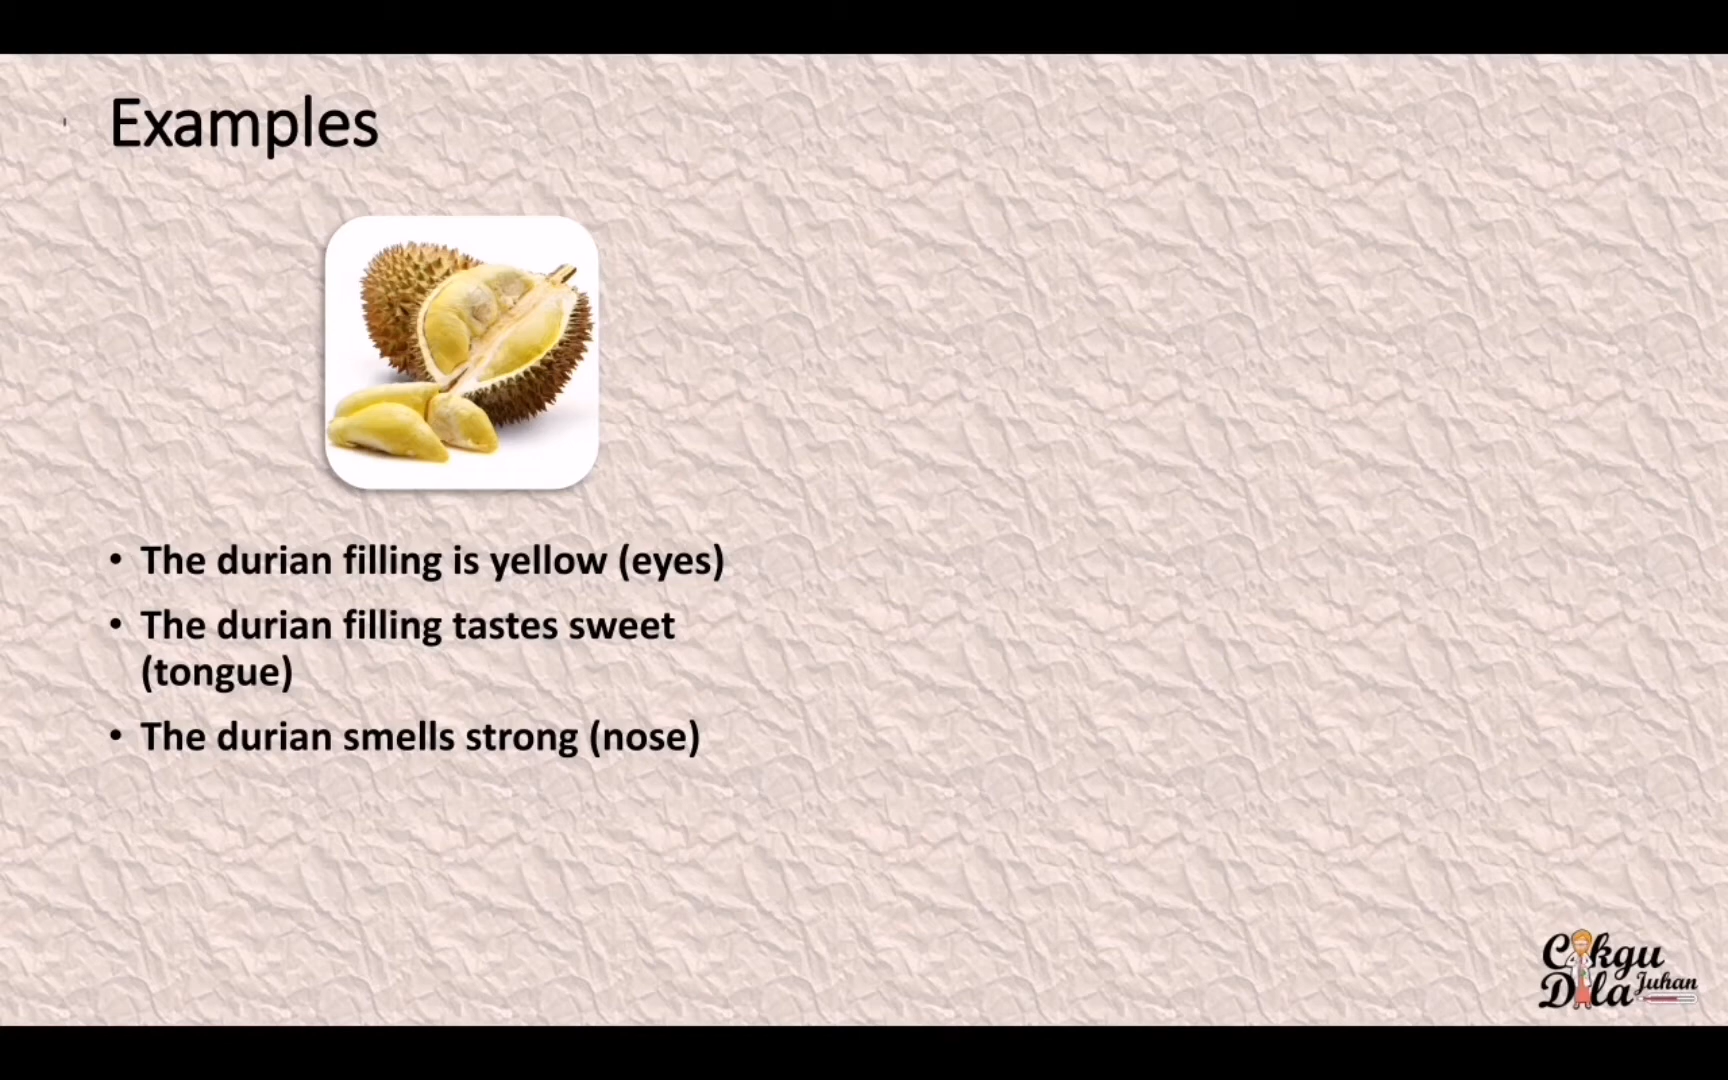 Examples
• The durian filling is yellow (eyes)
• The durian filling tastes sweet
(tongue)
• The durian smells strong (nose)
Cikgu
Dila Juhan